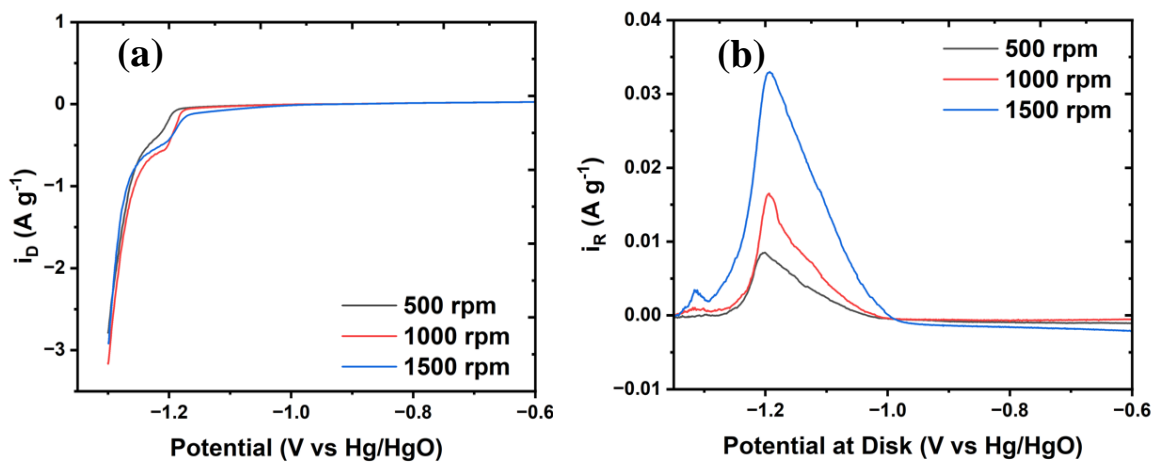 (a)
1
0
−1
−2
−3
i_D (A g⁻¹)
500 rpm
1000 rpm
1500 rpm
−1.2
−1.0
−0.8
−0.6
Potential (V vs Hg/HgO)
(b)
0.04
0.03
0.02
0.01
0.00
−0.01
i_R (A g⁻¹)
500 rpm
1000 rpm
1500 rpm
−1.2
−1.0
−0.8
−0.6
Potential at Disk (V vs Hg/HgO)